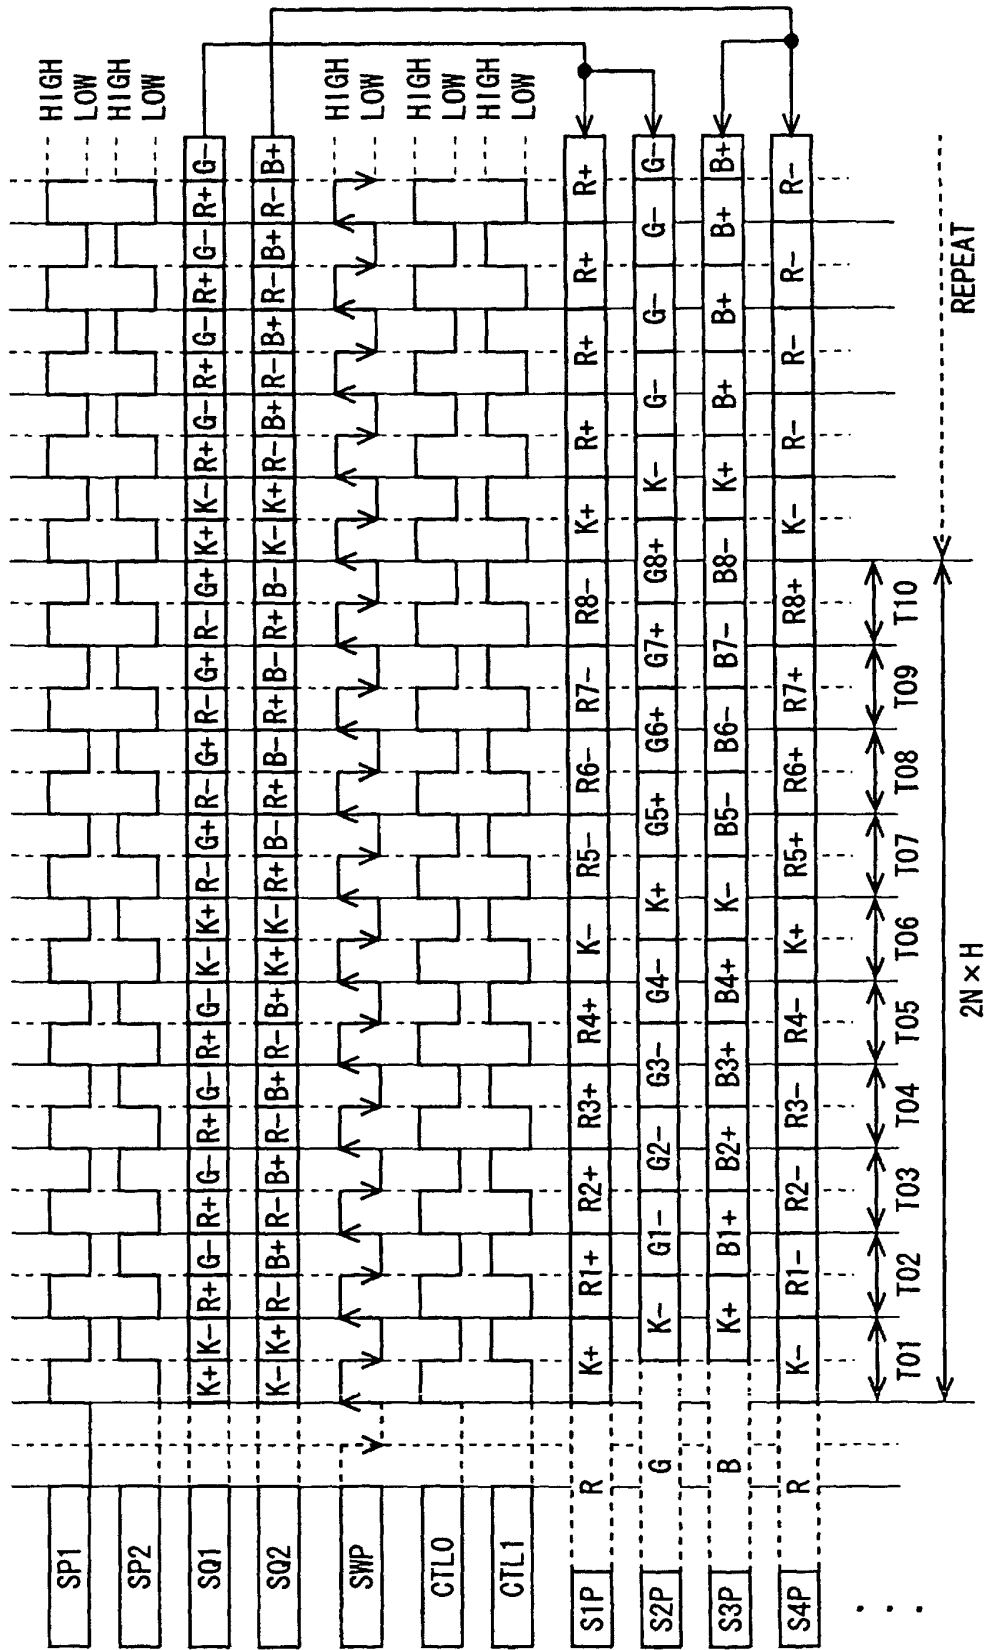 SP1 HIGH
LOW
SP2 HIGH
LOW
SQ1 K+ K- R+ G- R+ G- R+ G- R+ G- K- K+ R- G+ R- G+ R- G+ R- G+ K+ K- R+ G- R+ G- R+ G- R+ G-
SQ2 K- K+ R- B+ R- B+ R- B+ R- B+ K+ K- R+ B- R+ B- R+ B- R+ B- K- K+ R- B+ R- B+ R- B+ R- B+
SWP HIGH
LOW
CTL0 HIGH
LOW
CTL1 HIGH
LOW
S1P R K+ R1+ R2+ R3+ R4+ K- R5- R6- R7- R8- K+ R+ R+ R+ R+
S2P G K- G1- G2- G3- G4- K+ G5+ G6+ G7+ G8+ K- G- G- G- G-
S3P B K+ B1+ B2+ B3+ B4+ K- B5- B6- B7- B8- K+ B+ B+ B+ B+
S4P R K- R1- R2- R3- R4- K+ R5+ R6+ R7+ R8+ K- R- R- R- R-
. . .
T01 T02 T03 T04 T05 T06 T07 T08 T09 T10
2N×H REPEAT